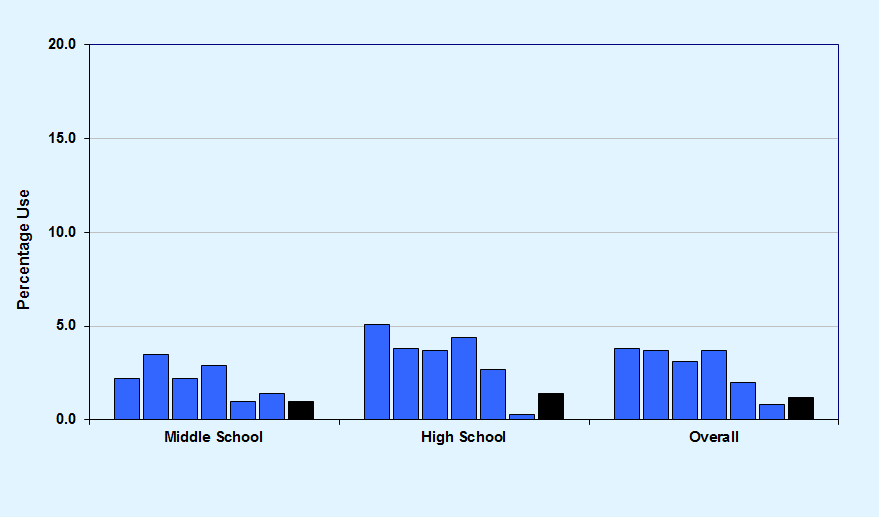 20.0
15.0
10.0
5.0
0.0
Percentage Use
Middle School
High School
Overall